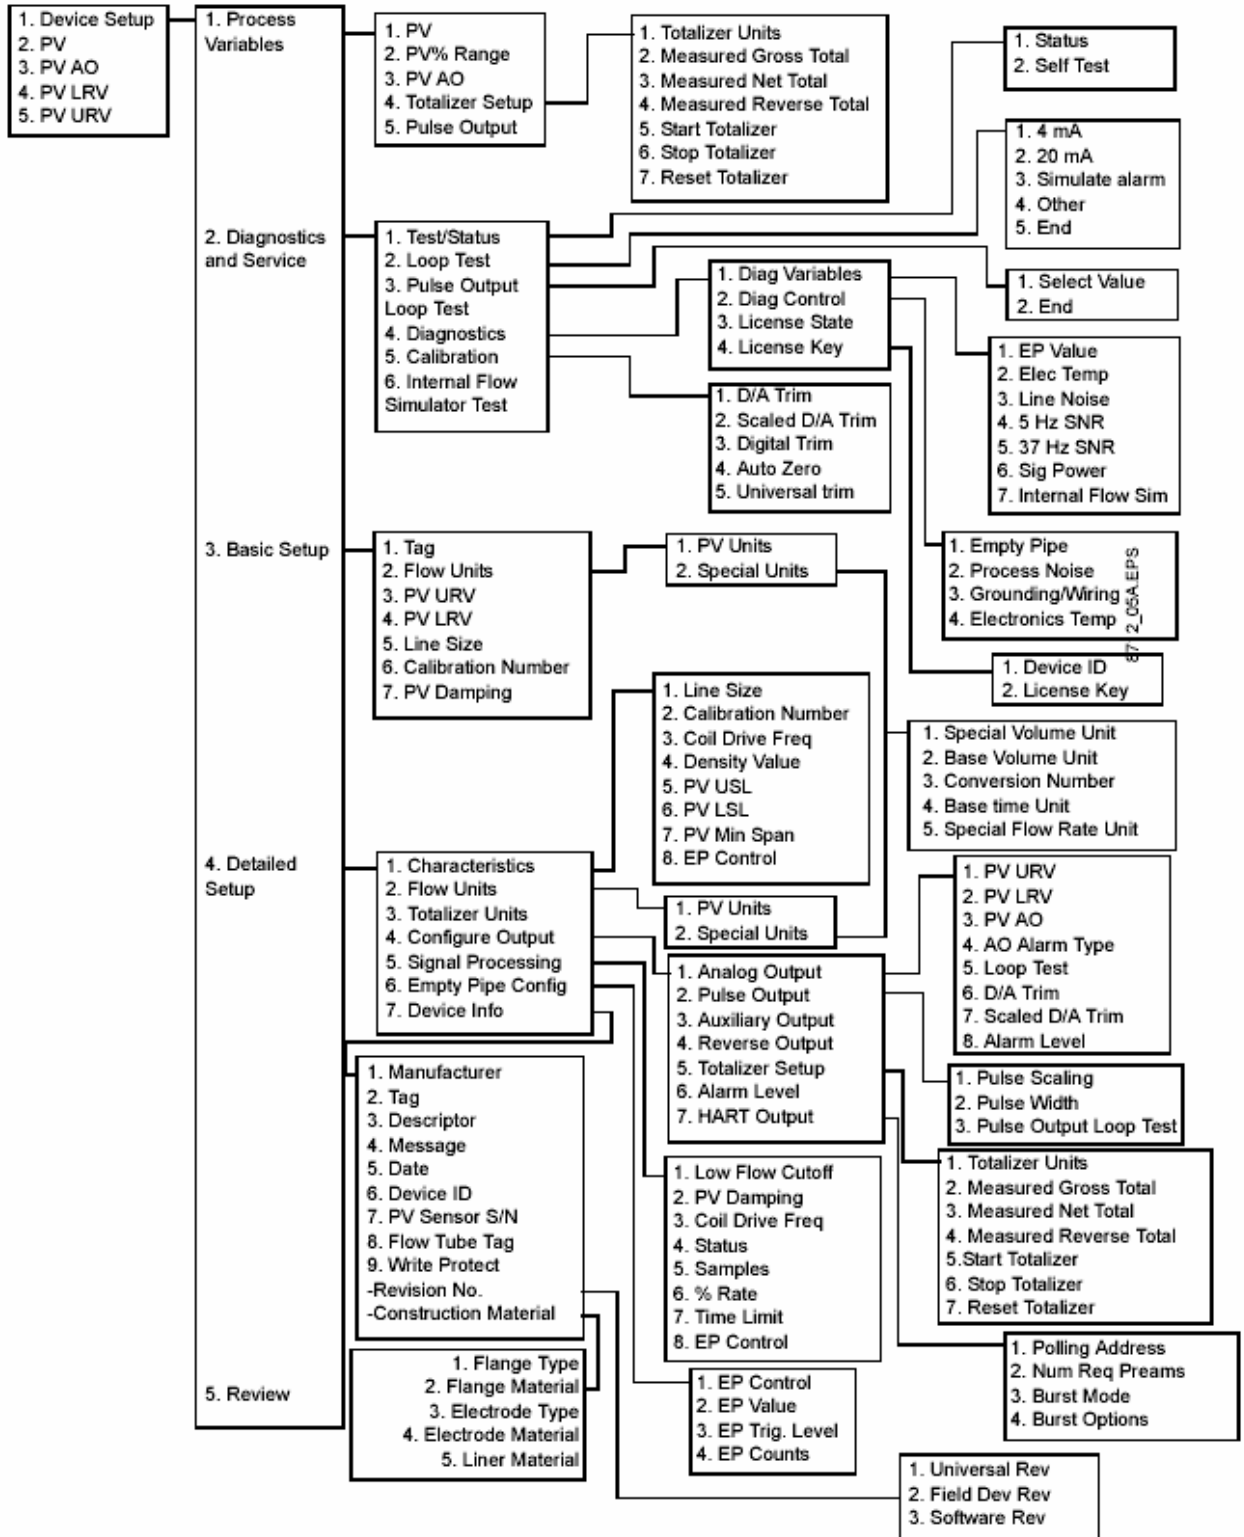 1. Device Setup
2. PV
3. PV AO
4. PV LRV
5. PV URV
1. Process
Variables
1. PV
2. PV% Range
3. PV AO
4. Totalizer Setup
5. Pulse Output
1. Totalizer Units
2. Measured Gross Total
3. Measured Net Total
4. Measured Reverse Total
5. Start Totalizer
6. Stop Totalizer
7. Reset Totalizer
1. Status
2. Self Test
1. 4 mA
2. 20 mA
3. Simulate alarm
4. Other
5. End
2. Diagnostics
and Service
1. Test/Status
2. Loop Test
3. Pulse Output
Loop Test
4. Diagnostics
5. Calibration
6. Internal Flow
Simulator Test
1. Diag Variables
2. Diag Control
3. License State
4. License Key
1. Select Value
2. End
1. EP Value
2. Elec Temp
3. Line Noise
4. 5 Hz SNR
5. 37 Hz SNR
6. Sig Power
7. Internal Flow Sim
1. D/A Trim
2. Scaled D/A Trim
3. Digital Trim
4. Auto Zero
5. Universal trim
3. Basic Setup
1. Tag
2. Flow Units
3. PV URV
4. PV LRV
5. Line Size
6. Calibration Number
7. PV Damping
1. PV Units
2. Special Units
1. Empty Pipe
2. Process Noise
3. Grounding/Wiring
4. Electronics Temp
1. Device ID
2. License Key
1. Line Size
2. Calibration Number
3. Coil Drive Freq
4. Density Value
5. PV USL
6. PV LSL
7. PV Min Span
8. EP Control
1. Special Volume Unit
2. Base Volume Unit
3. Conversion Number
4. Base time Unit
5. Special Flow Rate Unit
4. Detailed
Setup
1. Characteristics
2. Flow Units
3. Totalizer Units
4. Configure Output
5. Signal Processing
6. Empty Pipe Config
7. Device Info
1. PV Units
2. Special Units
1. PV URV
2. PV LRV
3. PV AO
4. AO Alarm Type
5. Loop Test
6. D/A Trim
7. Scaled D/A Trim
8. Alarm Level
1. Analog Output
2. Pulse Output
3. Auxiliary Output
4. Reverse Output
5. Totalizer Setup
6. Alarm Level
7. HART Output
1. Pulse Scaling
2. Pulse Width
3. Pulse Output Loop Test
1. Manufacturer
2. Tag
3. Descriptor
4. Message
5. Date
6. Device ID
7. PV Sensor S/N
8. Flow Tube Tag
9. Write Protect
-Revision No.
-Construction Material
1. Low Flow Cutoff
2. PV Damping
3. Coil Drive Freq
4. Status
5. Samples
6. % Rate
7. Time Limit
8. EP Control
1. Totalizer Units
2. Measured Gross Total
3. Measured Net Total
4. Measured Reverse Total
5.Start Totalizer
6. Stop Totalizer
7. Reset Totalizer
1. Polling Address
2. Num Req Preams
3. Burst Mode
4. Burst Options
1. Flange Type
2. Flange Material
3. Electrode Type
4. Electrode Material
5. Liner Material
5. Review
1. EP Control
2. EP Value
3. EP Trig. Level
4. EP Counts
1. Universal Rev
2. Field Dev Rev
3. Software Rev